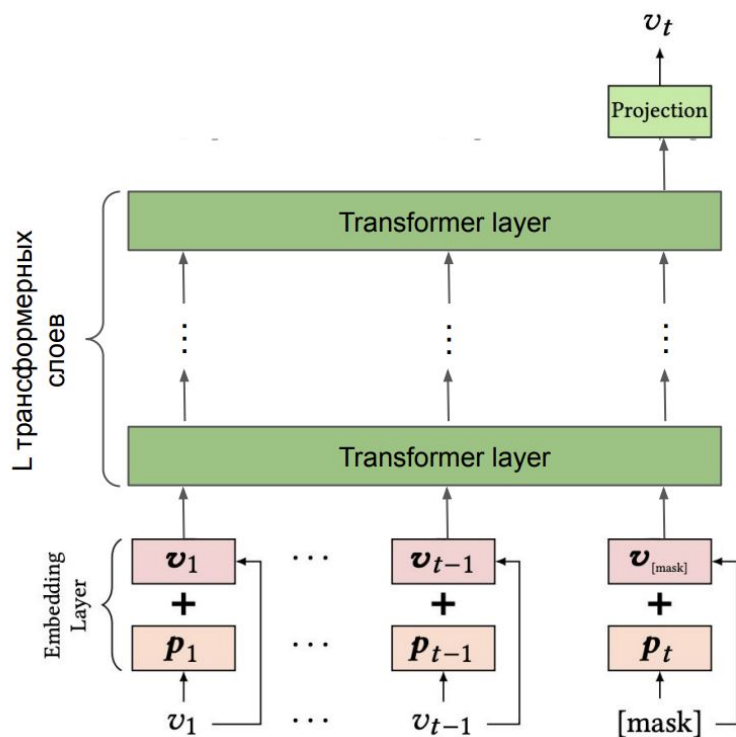 v_t
Projection
Transformer layer
L трансформерных
слоев
Transformer layer
Embedding
Layer
v_1 ... v_{t-1} v_{[mask]}
+ + +
p_1 ... p_{t-1} p_t
v_1 ... v_{t-1} [mask]